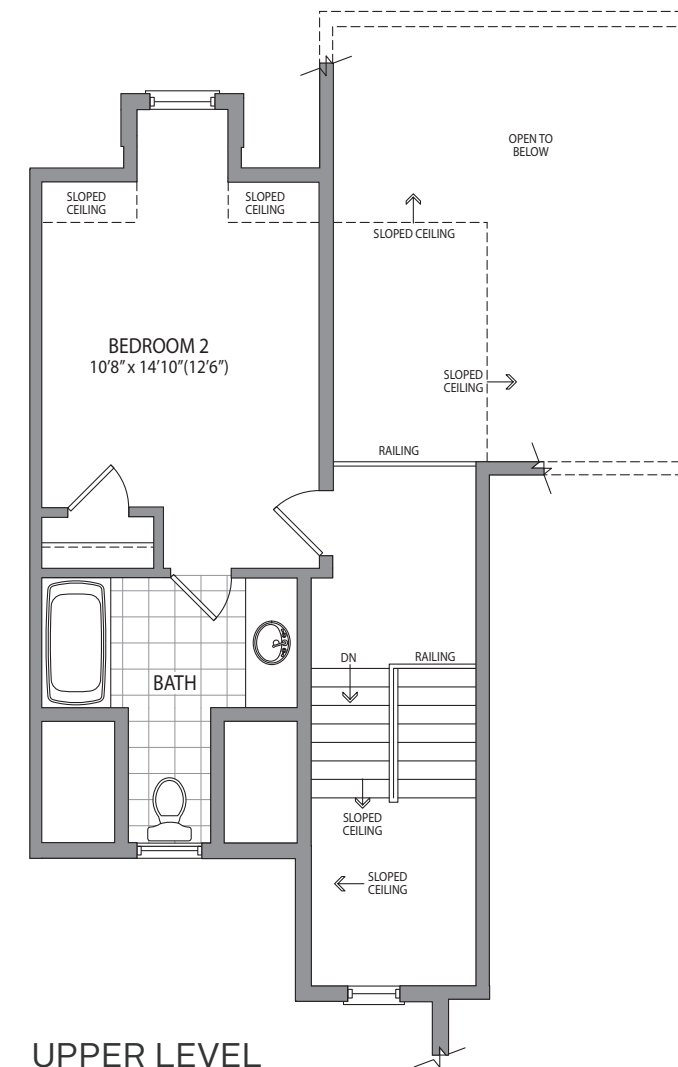 OPEN TO
BELOW
SLOPED
CEILING
SLOPED
CEILING
SLOPED CEILING
BEDROOM 2
10’8” x 14’10”(12’6”)
SLOPED
CEILING
RAILING
DN
RAILING
BATH
SLOPED
CEILING
SLOPED
CEILING
UPPER LEVEL